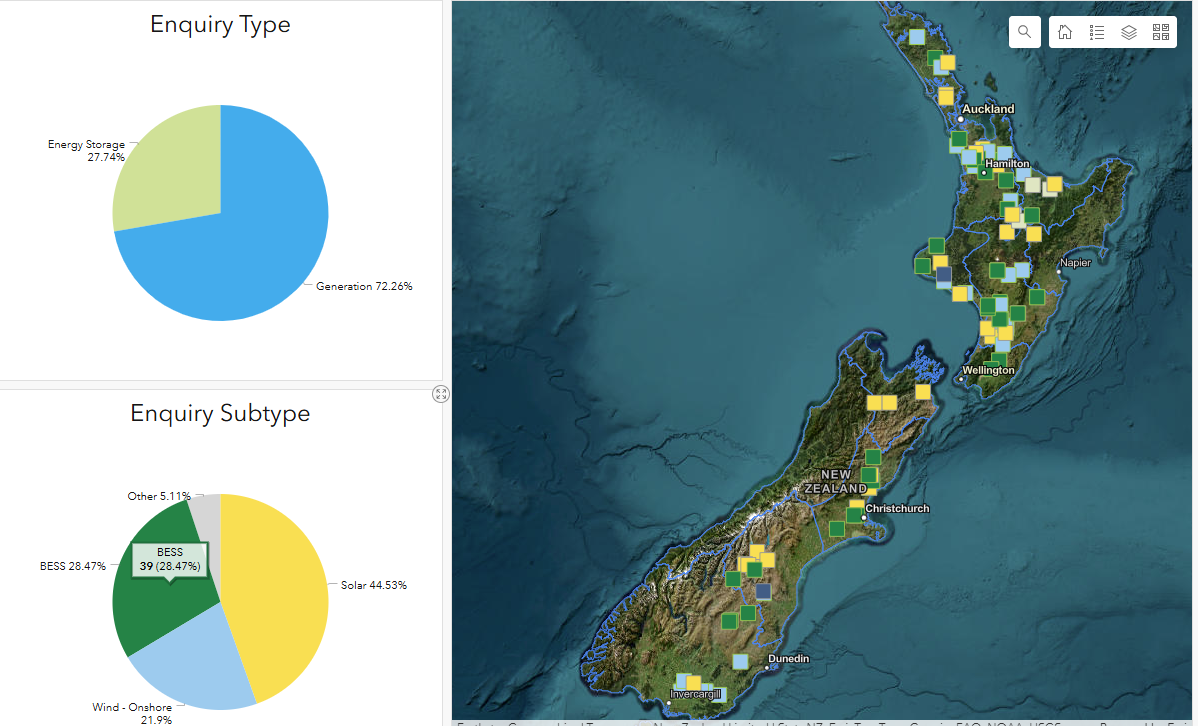 Enquiry Type
Energy Storage
27.74%
Generation 72.26%
Enquiry Subtype
Other 5.11%
BESS
39 (28.47%)
BESS 28.47%
Solar 44.53%
Wind - Onshore
21.9%
Auckland
Hamilton
Napier
Wellington
NEW
ZEALAND
Christchurch
Dunedin
Invercargill